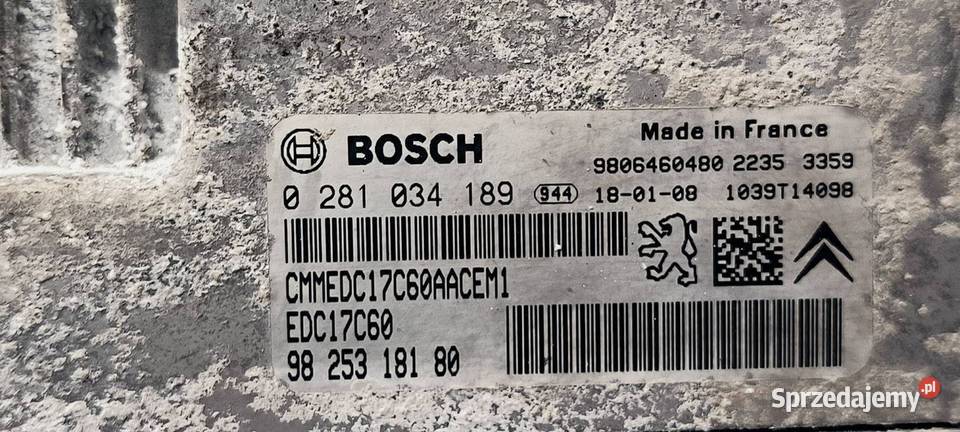 BOSCH
Made in France
9806460480 2235 3359
0 281 034 189 944 18-01-08 1039T14098
CMMEDC17C60AACEM1
EDC17C60
98 253 181 80
Sprzedajemy.pl